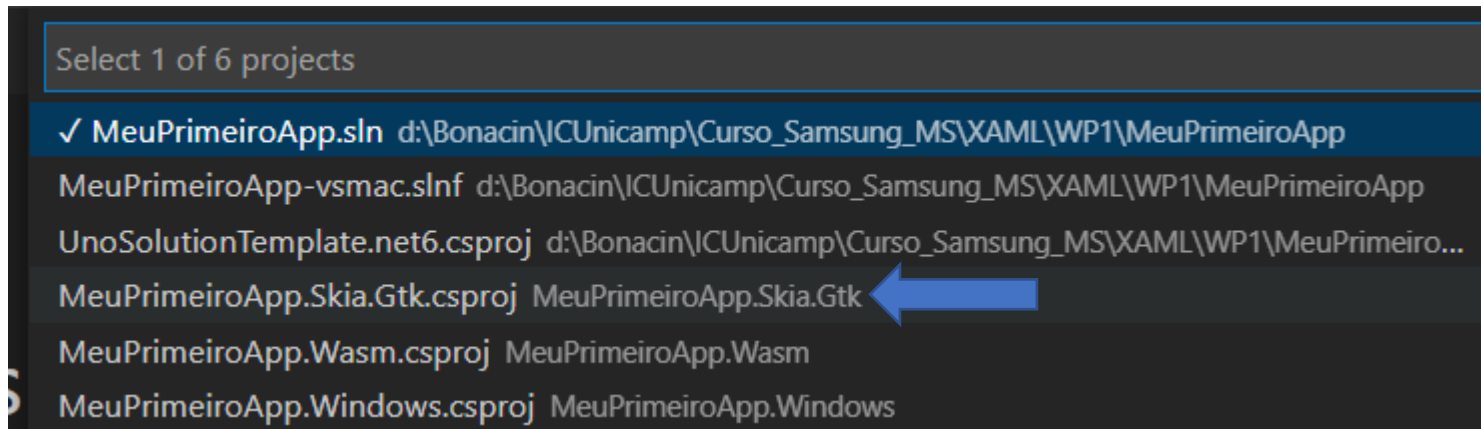 Select 1 of 6 projects
✓ MeuPrimeiroApp.sln d:\Bonacin\ICUnicamp\Curso_Samsung_MS\XAML\WP1\MeuPrimeiroApp
MeuPrimeiroApp-vsmac.slnf d:\Bonacin\ICUnicamp\Curso_Samsung_MS\XAML\WP1\MeuPrimeiroApp
UnoSolutionTemplate.net6.csproj d:\Bonacin\ICUnicamp\Curso_Samsung_MS\XAML\WP1\MeuPrimeiro...
MeuPrimeiroApp.Skia.Gtk.csproj MeuPrimeiroApp.Skia.Gtk
MeuPrimeiroApp.Wasm.csproj MeuPrimeiroApp.Wasm
MeuPrimeiroApp.Windows.csproj MeuPrimeiroApp.Windows